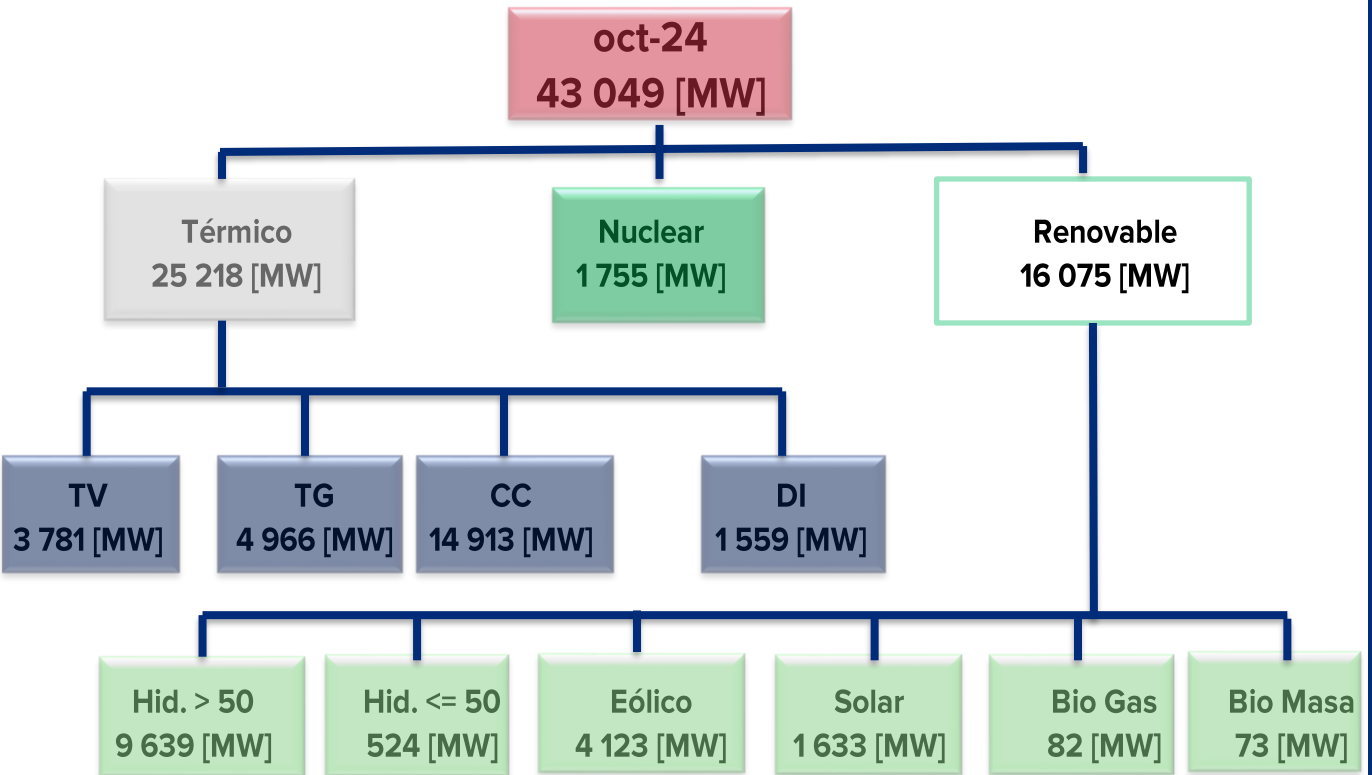 oct-24
43 049 [MW]
Térmico
25 218 [MW]
Nuclear
1 755 [MW]
Renovable
16 075 [MW]
TV
3 781 [MW]
TG
4 966 [MW]
CC
14 913 [MW]
DI
1 559 [MW]
Hid. > 50
9 639 [MW]
Hid. <= 50
524 [MW]
Eólico
4 123 [MW]
Solar
1 633 [MW]
Bio Gas
82 [MW]
Bio Masa
73 [MW]